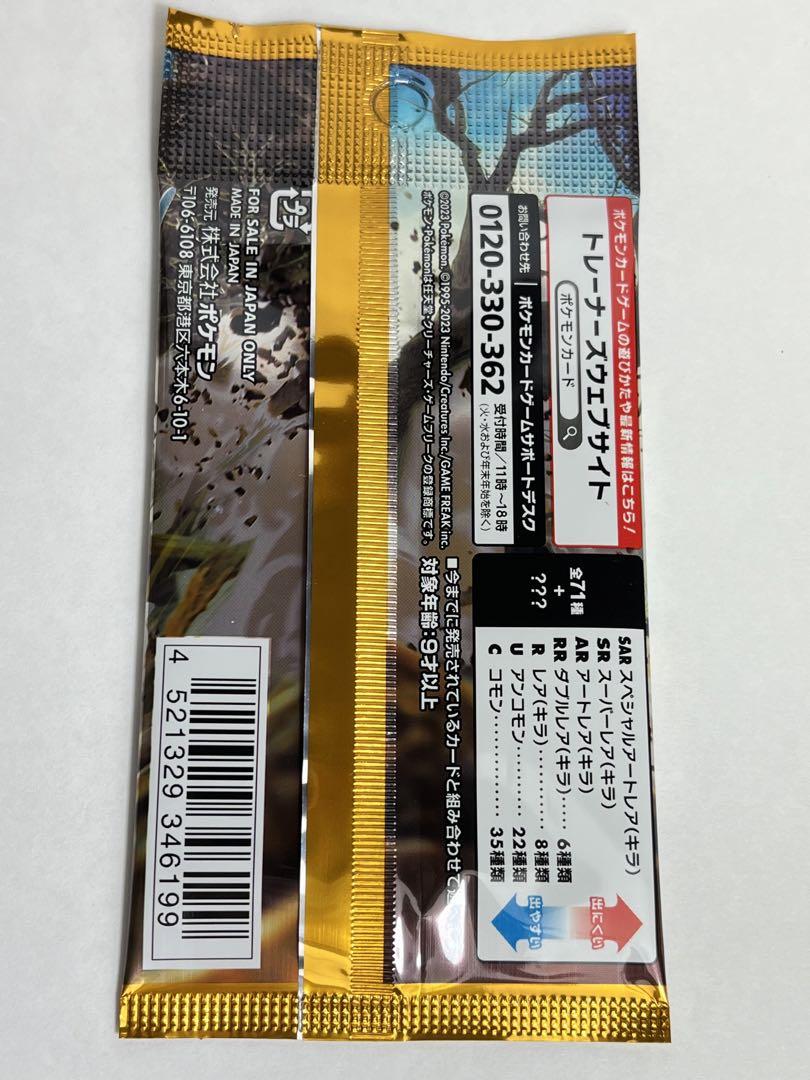 ポケモンカードゲームの遊びかたや最新情報はこちら!
トレーナーズウェブサイト
ポケモンカード
お問い合わせ先 ポケモンカードゲームサポートデスク
0120-330-362 受付時間/11時~18時
(火・水および年末年始を除く)
©2023 Pokémon. ©1995-2023 Nintendo/Creatures Inc./GAME FREAK inc.
ポケモン・Pokémonは任天堂・クリーチャーズ・ゲームフリークの登録商標です。
全71種
+
???
SAR スペシャルアートレア(キラ)
SR スーパーレア(キラ)
AR アートレア(キラ)
RR ダブルレア(キラ)····· 6種類
R レア(キラ)········· 8種類
U アンコモン········· 22種類
C コモン············· 35種類
出にくい
出やすい
■今までに発売されているカードと組み合わせて
対象年齢:9才以上
プラ
FOR SALE IN JAPAN ONLY
MADE IN JAPAN
発売元 株式会社ポケモン
〒106-6108 東京都港区六本木6-10-1
4 521329 346199